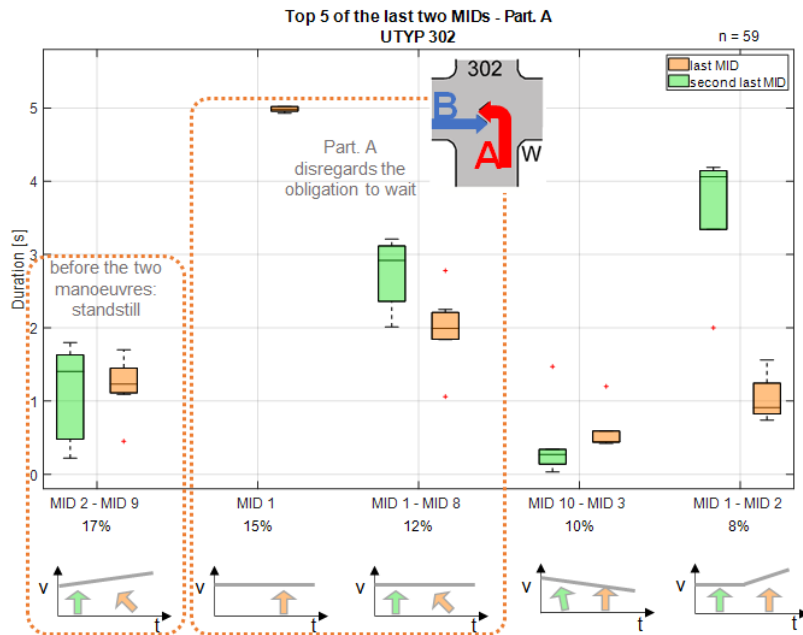 Top 5 of the last two MIDs - Part. A
UTYP 302
n = 59
302
last MID
second last MID
B
A
W
Part. A
disregards the
obligation to wait
before the two
manoeuvres:
standstill
Duration [s]
5
4
3
2
1
0
MID 2 - MID 9
MID 1
MID 1 - MID 8
MID 10 - MID 3
MID 1 - MID 2
17%
15%
12%
10%
8%
v
t
v
t
v
t
v
t
v
t